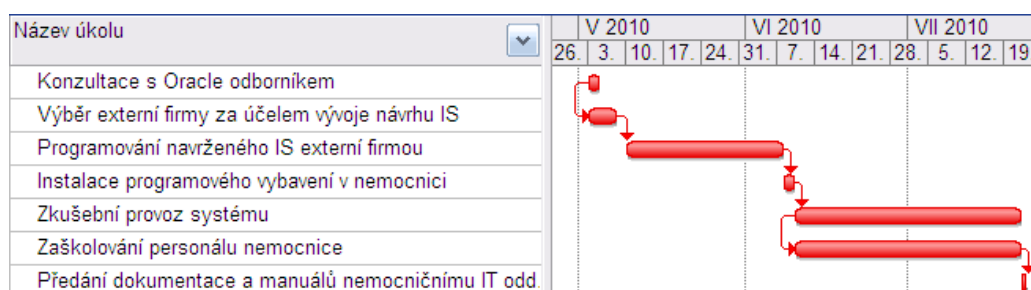 Název úkolu
V 2010 VI 2010 VII 2010
26. 3. 10. 17. 24. 31. 7. 14. 21. 28. 5. 12. 19
Konzultace s Oracle odborníkem
Výběr externí firmy za účelem vývoje návrhu IS
Programování navrženého IS externí firmou
Instalace programového vybavení v nemocnici
Zkušební provoz systému
Zaškolování personálu nemocnice
Předání dokumentace a manuálů nemocničnímu IT odd.